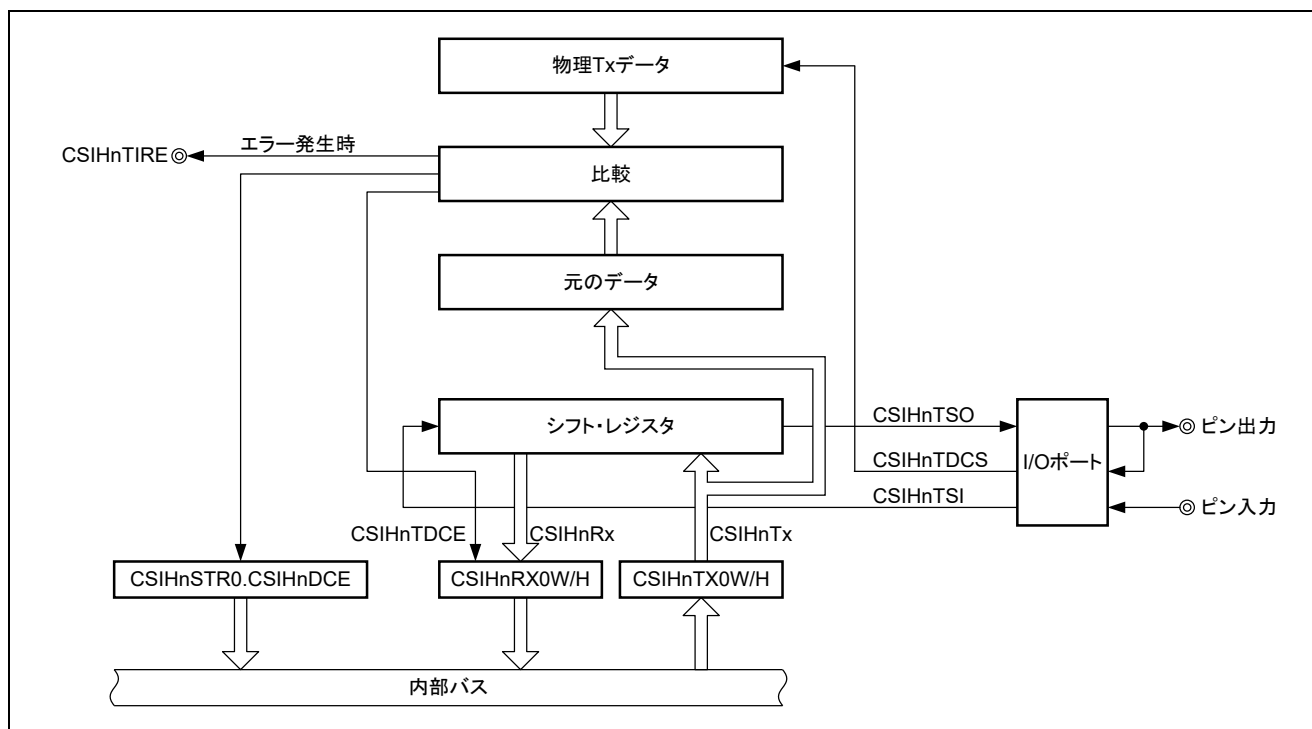 物理Txデータ
エラー発生時
CSIHnTIRE
比較
元のデータ
シフト・レジスタ
CSIHnTSO
ピン出力
I/Oポート
CSIHnTDCS
CSIHnTSI
ピン入力
CSIHnTDCE
CSIHnRx
CSIHnTx
CSIHnSTR0.CSIHnDCE
CSIHnRX0W/H
CSIHnTX0W/H
内部バス